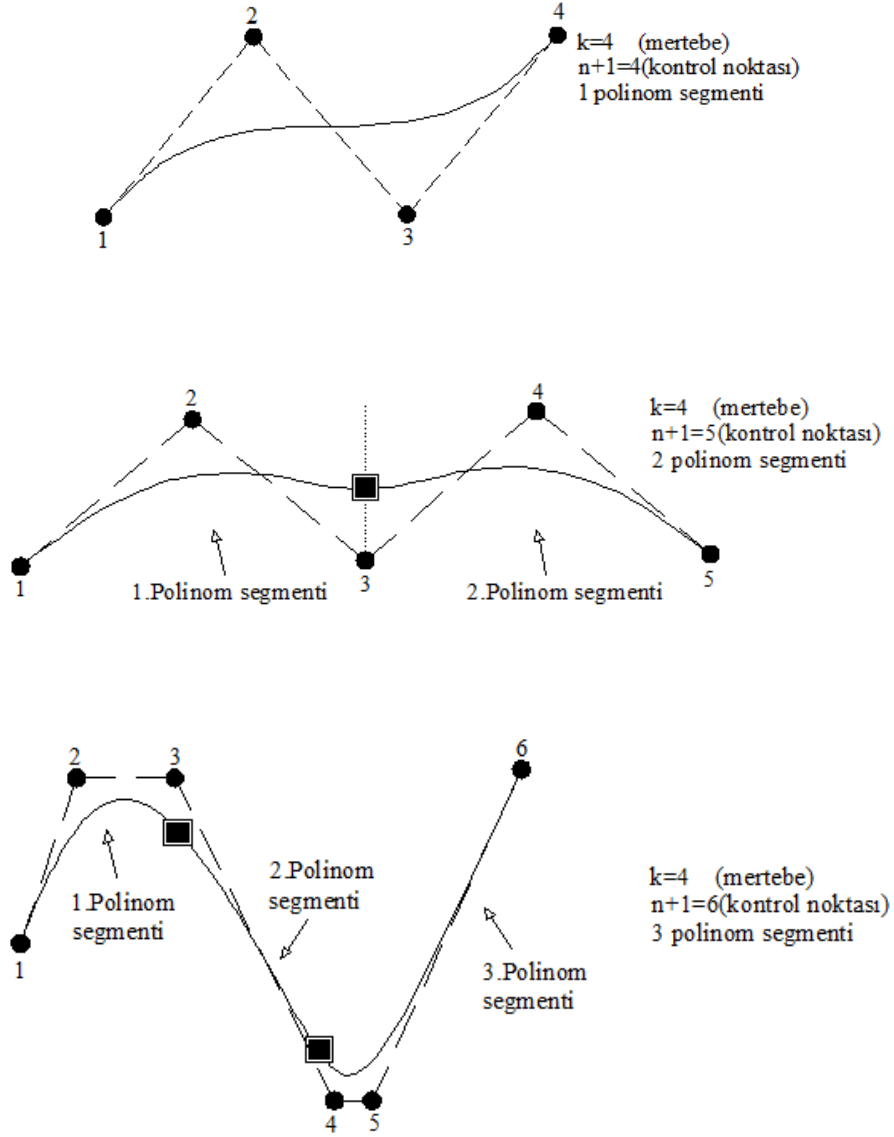 2
4
k=4 (mertebe)
n+1=4(kontrol noktası)
1 polinom segmenti
1
3
2
4
k=4 (mertebe)
n+1=5(kontrol noktası)
2 polinom segmenti
1
3
5
1.Polinom segmenti
2.Polinom segmenti
2
3
6
1.Polinom
segmenti
2.Polinom
segmenti
k=4 (mertebe)
n+1=6(kontrol noktası)
3 polinom segmenti
1
3.Polinom
segmenti
4
5